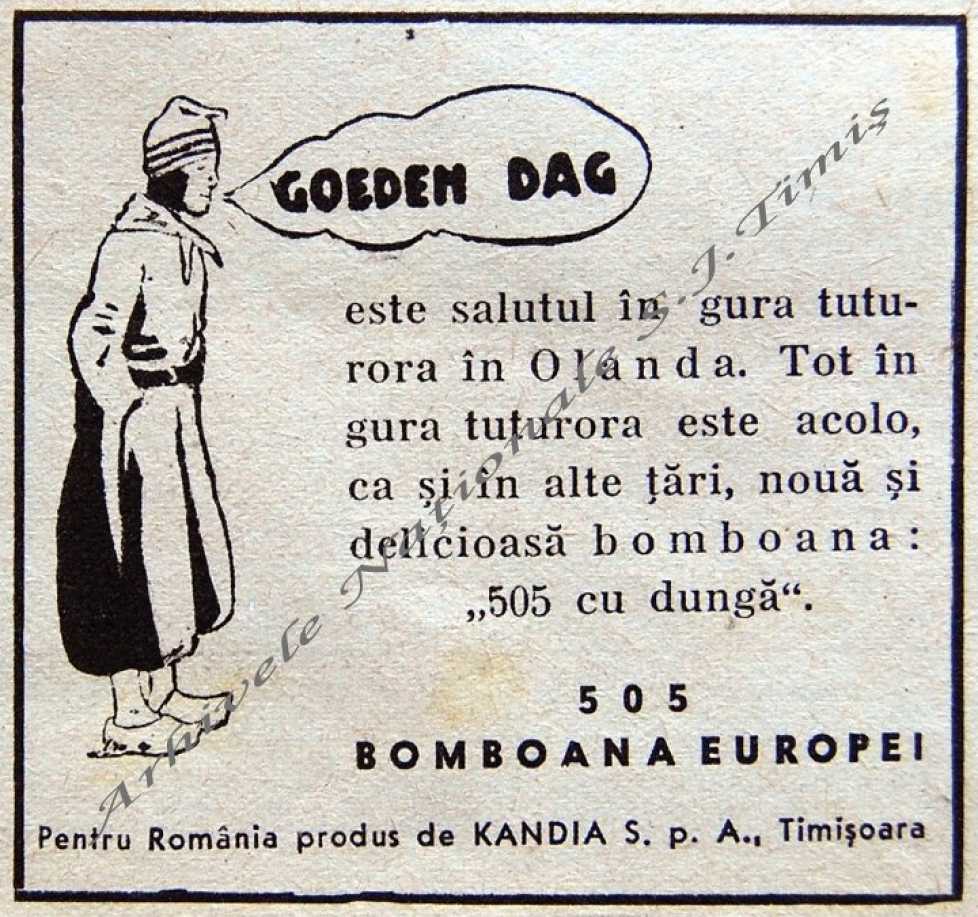 GOEDEN DAG
este salutul în gura tutu-
rora în Olanda. Tot în
gura tuturora este acolo,
ca și în alte țări, nouă și
delicioasă bomboana:
„505 cu dungă“.
505
BOMBOANA EUROPEI
Pentru România produs de KANDIA S. p. A., Timișoara
Arhivele Naționale S.J. Timiș